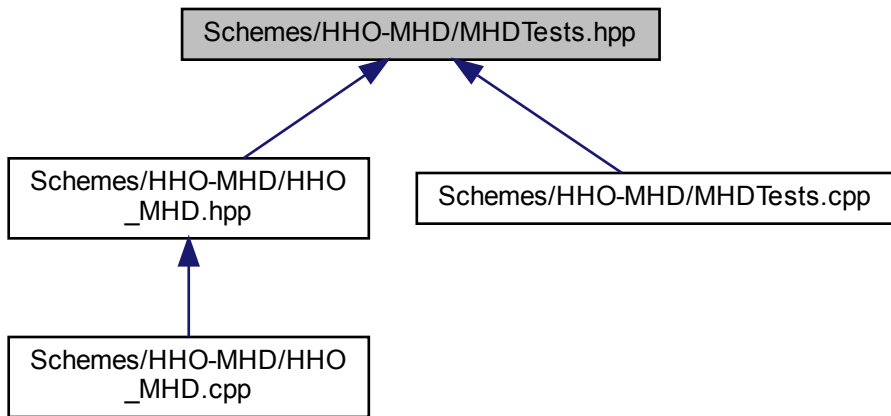 Schemes/HHO-MHD/MHDTests.hpp
Schemes/HHO-MHD/HHO
_MHD.hpp
Schemes/HHO-MHD/MHDTests.cpp
Schemes/HHO-MHD/HHO
_MHD.cpp